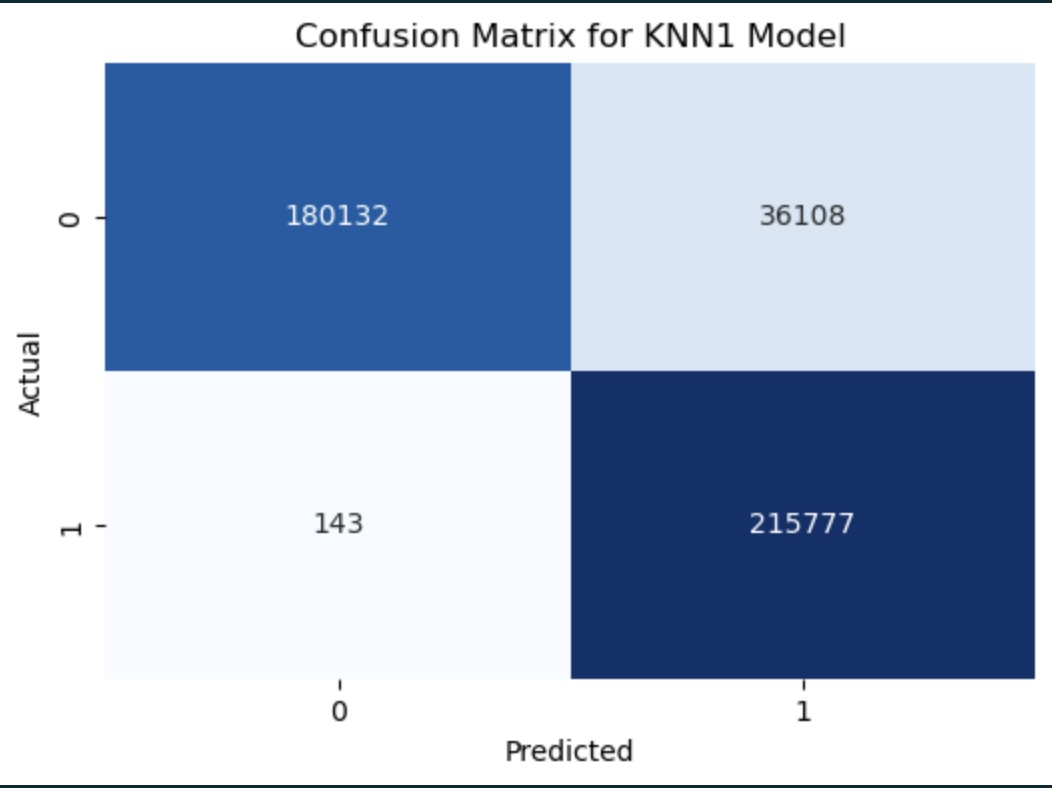 Confusion Matrix for KNN1 Model
Actual
0
180132
36108
1
143
215777
0
1
Predicted